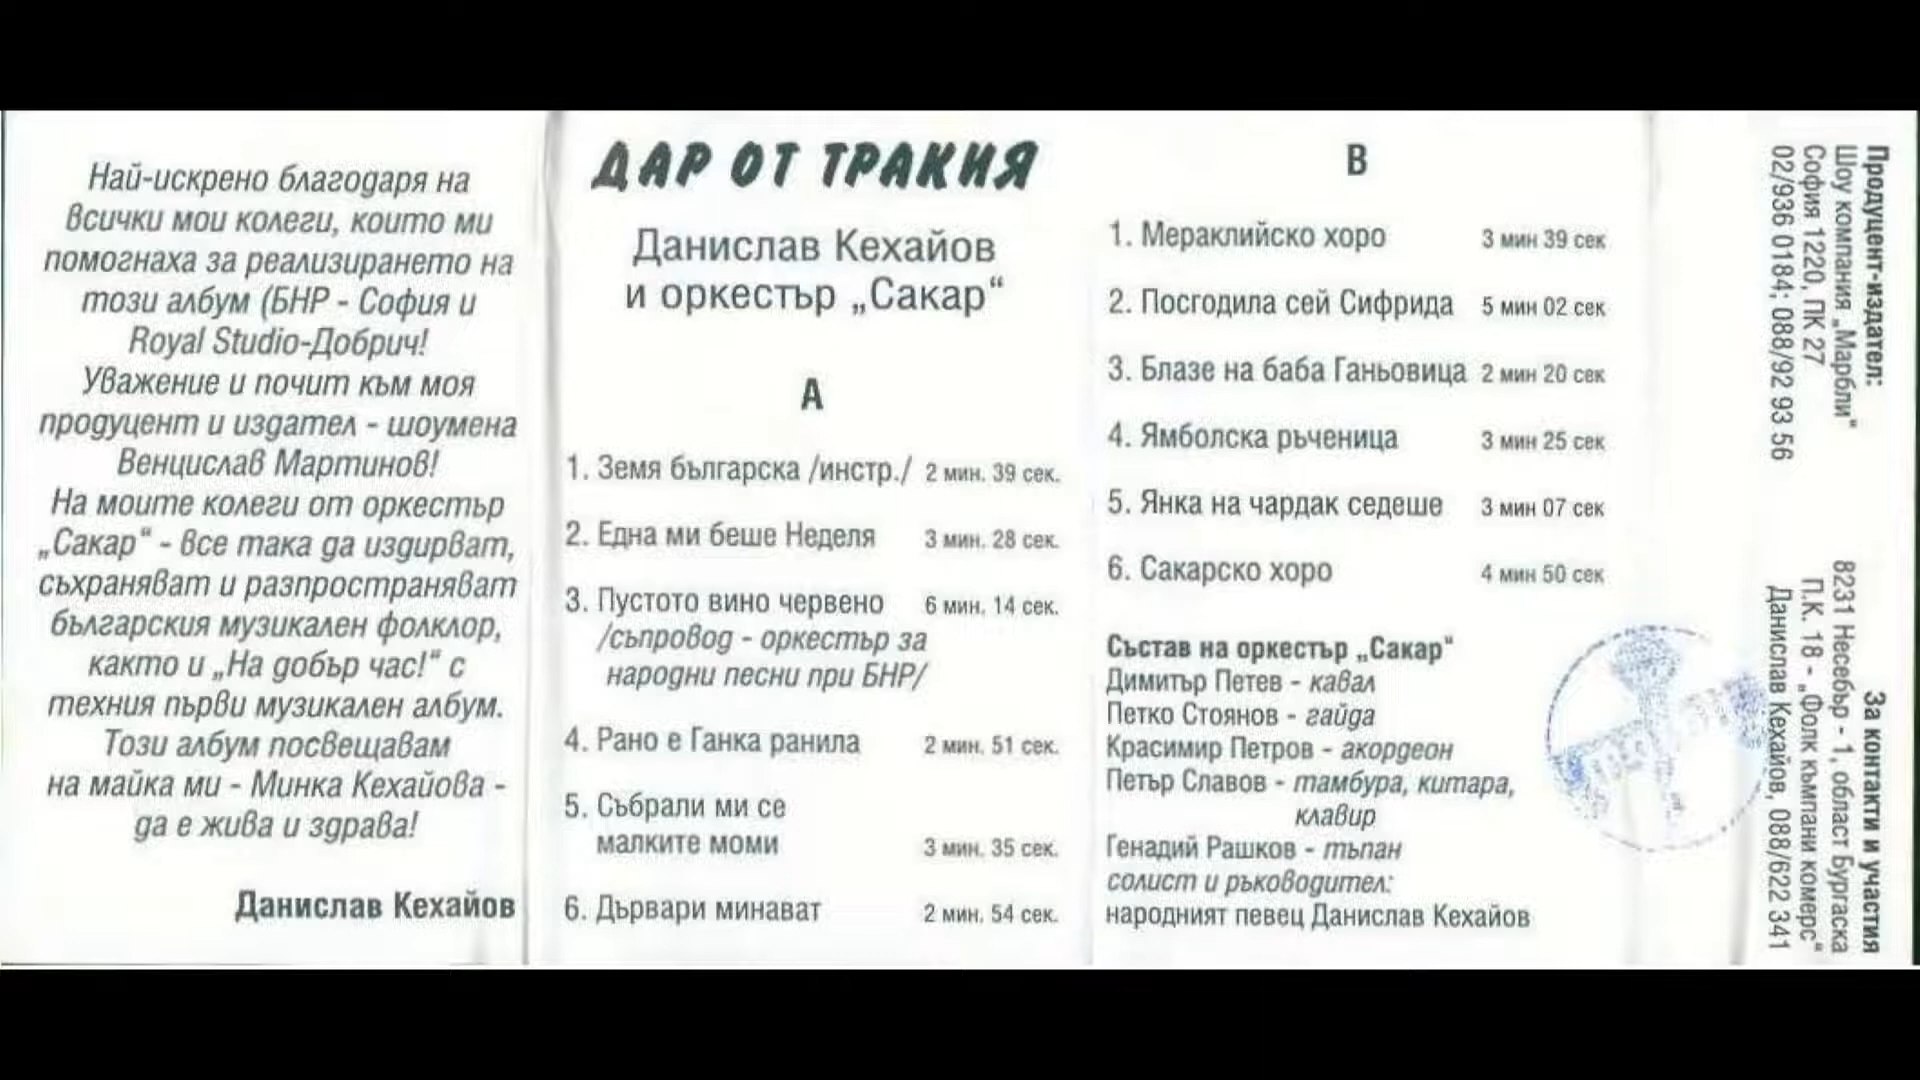 Най-искрено благодаря на
всички мои колеги, които ми
помогнаха за реализирането на
този албум (БНР - София и
Royal Studio-Добрич!
Уважение и почит към моя
продуцент и издател - шоумена
Венцислав Мартинов!
На моите колеги от оркестър
„Сакар“ - все така да издирват,
съхраняват и разпространяват
българския музикален фолклор,
както и „На добър час!“ с
техния първи музикален албум.
Този албум посвещавам
на майка ми - Минка Кехайова -
да е жива и здрава!
Данислав Кехайов
ДАР ОТ ТРАКИЯ
Данислав Кехайов
и оркестър „Сакар“
А
1. Земя българска /инстр./ 2 мин. 39 сек.
2. Една ми беше Неделя 3 мин. 28 сек.
3. Пустото вино червено 6 мин. 14 сек.
/съпровод - оркестър за
народни песни при БНР/
4. Рано е Ганка ранила 2 мин. 51 сек.
5. Събрали ми се
малките моми 3 мин. 35 сек.
6. Дървари минават 2 мин. 54 сек.
В
1. Мераклийско хоро 3 мин 39 сек
2. Посгодила сей Сифрида 5 мин 02 сек
3. Блазе на баба Ганьовица 2 мин 20 сек
4. Ямболска ръченица 3 мин 25 сек
5. Янка на чардак седеше 3 мин 07 сек
6. Сакарско хоро 4 мин 50 сек
Състав на оркестър „Сакар“
Димитър Петев - кавал
Петко Стоянов - гайда
Красимир Петров - акордеон
Петър Славов - тамбура, китара,
клавир
Генадий Рашков - тъпан
солист и ръководител:
народният певец Данислав Кехайов
Продуцент-издател:
Шоу компания „Марбли“
София 1220, ПК 27
02/936 0184; 088/92 93 56
За контакти и участия
8231 Несебър - 1, област Бургаска
П.К. 18 - „Фолк къмпани комерс“
Данислав Кехайов, 088/622 341